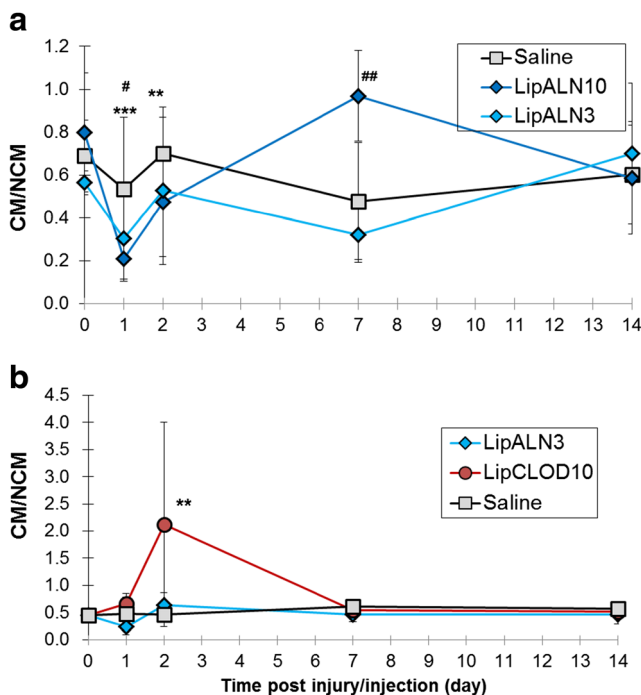 a
CM/NCM
1.2
1.0
0.8
0.6
0.4
0.2
0.0
#
***
**
##
Saline
LipALN10
LipALN3
0 1 2 3 4 5 6 7 8 9 10 11 12 13 14
b
CM/NCM
4.5
4.0
3.5
3.0
2.5
2.0
1.5
1.0
0.5
0.0
**
LipALN3
LipCLOD10
Saline
0 1 2 3 4 5 6 7 8 9 10 11 12 13 14
Time post injury/injection (day)